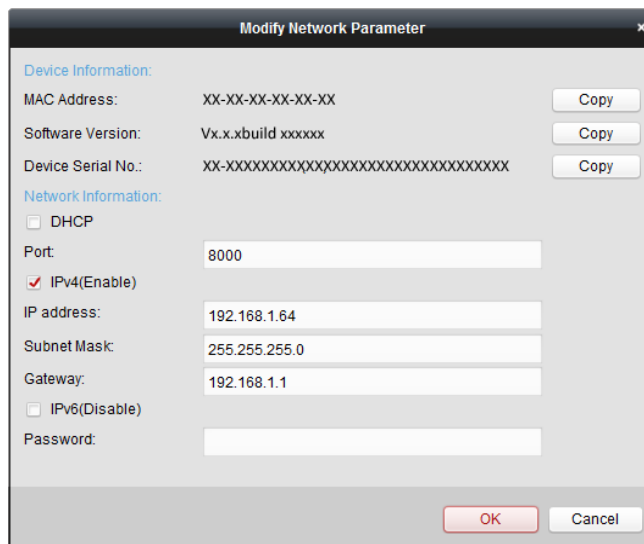 Modify Network Parameter ×
Device Information:
MAC Address: XX-XX-XX-XX-XX-XX Copy
Software Version: Vx.x.xbuild xxxxxx Copy
Device Serial No.: XX-XXXXXXXXXXXXXXXXXXXXXXXXXXXXXXX Copy
Network Information:
DHCP
Port: 8000
IPv4(Enable)
IP address: 192.168.1.64
Subnet Mask: 255.255.255.0
Gateway: 192.168.1.1
IPv6(Disable)
Password:
OK Cancel